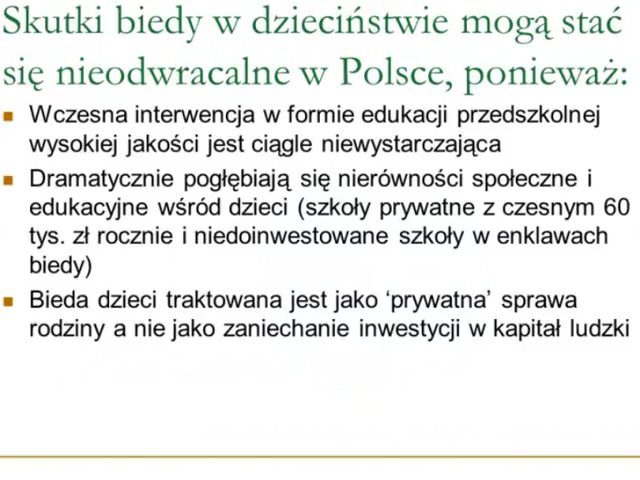 Skutki biedy w dzieciństwie mogą stać
się nieodwracalne w Polsce, ponieważ:
Wczesna interwencja w formie edukacji przedszkolnej
wysokiej jakości jest ciągle niewystarczająca
Dramatycznie pogłębiają się nierówności społeczne i
edukacyjne wśród dzieci (szkoły prywatne z czesnym 60
tys. zł rocznie i niedoinwestowane szkoły w enklawach
biedy)
Bieda dzieci traktowana jest jako ‘prywatna’ sprawa
rodziny a nie jako zaniechanie inwestycji w kapitał ludzki